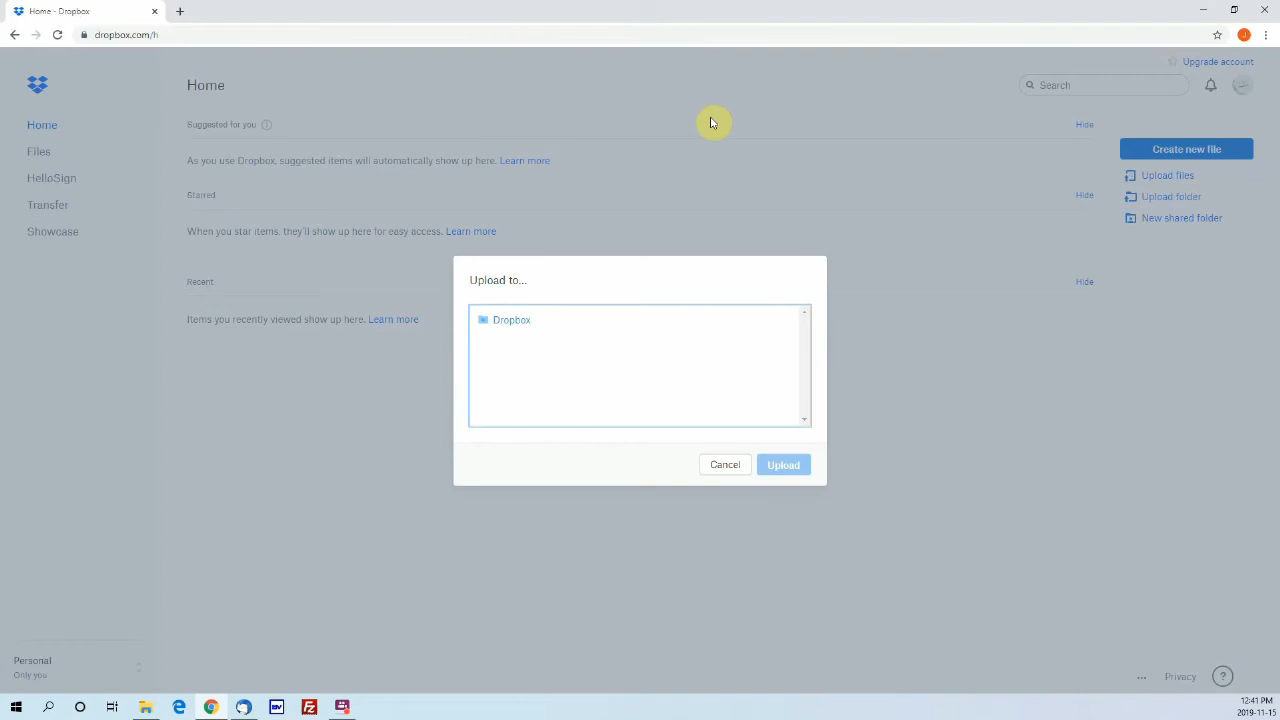 Home - Dropbox
dropbox.com/h
Upgrade account
Home
Search
Home
Files
HelloSign
Transfer
Showcase
Suggested for you
Hide
As you use Dropbox, suggested items will automatically show up here. Learn more
Starred
Hide
When you star items, they'll show up here for easy access. Learn more
Recent
Hide
Items you recently viewed show up here. Learn more
Create new file
Upload files
Upload folder
New shared folder
Upload to...
Dropbox
Cancel
Upload
Personal
Only you
... Privacy ?
12:41 PM
2019-11-15